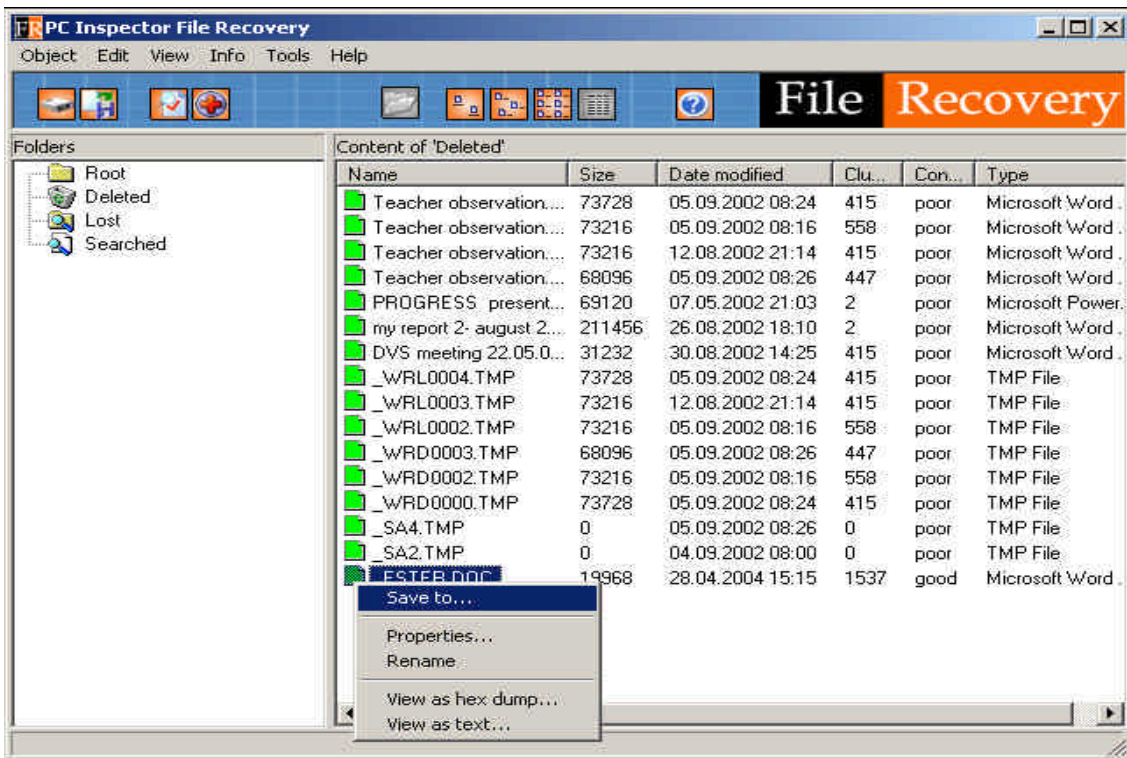 FR PC Inspector File Recovery
Object Edit View Info Tools Help
File Recovery
Folders
Root
Deleted
Lost
Searched
Content of 'Deleted'
Name Size Date modified Clu... Con... Type
Teacher observation.... 73728 05.09.2002 08:24 415 poor Microsoft Word .
Teacher observation.... 73216 05.09.2002 08:16 558 poor Microsoft Word .
Teacher observation.... 73216 12.08.2002 21:14 415 poor Microsoft Word .
Teacher observation.... 68096 05.09.2002 08:26 447 poor Microsoft Word .
PROGRESS present... 69120 07.05.2002 21:03 2 poor Microsoft Power.
my report 2- august 2... 211456 26.08.2002 18:10 2 poor Microsoft Word .
DVS meeting 22.05.0... 31232 30.08.2002 14:25 415 poor Microsoft Word .
_WRL0004.TMP 73728 05.09.2002 08:24 415 poor TMP File
_WRL0003.TMP 73216 12.08.2002 21:14 415 poor TMP File
_WRL0002.TMP 73216 05.09.2002 08:16 558 poor TMP File
_WRD0003.TMP 68096 05.09.2002 08:26 447 poor TMP File
_WRD0002.TMP 73216 05.09.2002 08:16 558 poor TMP File
_WRD0000.TMP 73728 05.09.2002 08:24 415 poor TMP File
_SA4.TMP 0 05.09.2002 08:26 0 poor TMP File
_SA2.TMP 0 04.09.2002 08:00 0 poor TMP File
19968 28.04.2004 15:15 1537 good Microsoft Word .
Save to...
Properties...
Rename
View as hex dump...
View as text...